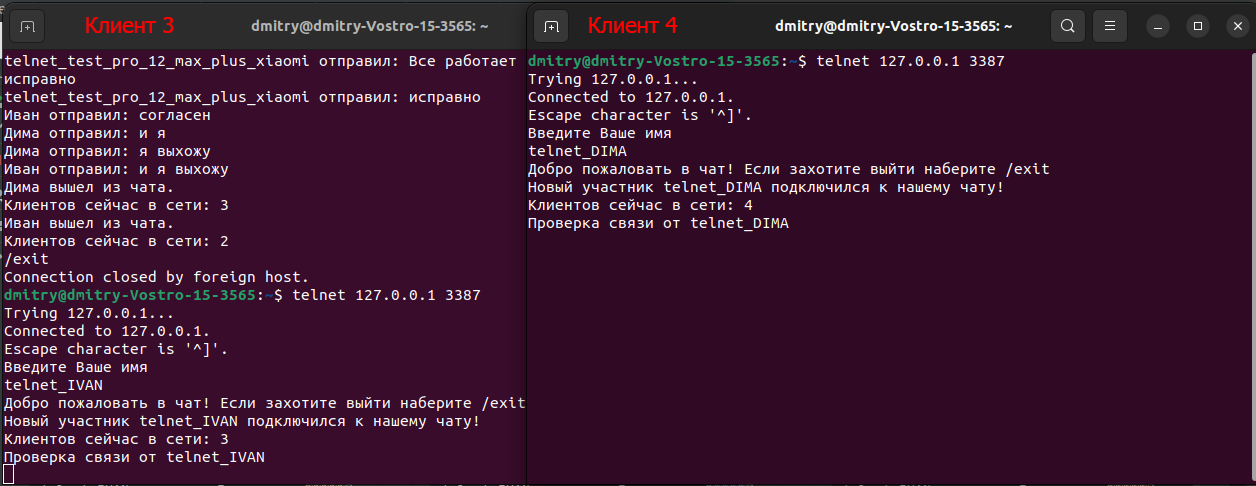 Клиент 3
dmitry@dmitry-Vostro-15-3565: ~
telnet_test_pro_12_max_plus_xiaomi отправил: Все работает
исправно
telnet_test_pro_12_max_plus_xiaomi отправил: исправно
Иван отправил: согласен
Дима отправил: и я
Дима отправил: я выхожу
Иван отправил: и я выхожу
Дима вышел из чата.
Клиентов сейчас в сети: 3
Иван вышел из чата.
Клиентов сейчас в сети: 2
/exit
Connection closed by foreign host.
dmitry@dmitry-Vostro-15-3565:~$ telnet 127.0.0.1 3387
Trying 127.0.0.1...
Connected to 127.0.0.1.
Escape character is '^]'.
Введите Ваше имя
telnet_IVAN
Добро пожаловать в чат! Если захотите выйти наберите /exit
Новый участник telnet_IVAN подключился к нашему чату!
Клиентов сейчас в сети: 3
Проверка связи от telnet_IVAN
Клиент 4
dmitry@dmitry-Vostro-15-3565: ~
dmitry@dmitry-Vostro-15-3565:~$ telnet 127.0.0.1 3387
Trying 127.0.0.1...
Connected to 127.0.0.1.
Escape character is '^]'.
Введите Ваше имя
telnet_DIMA
Добро пожаловать в чат! Если захотите выйти наберите /exit
Новый участник telnet_DIMA подключился к нашему чату!
Клиентов сейчас в сети: 4
Проверка связи от telnet_DIMA